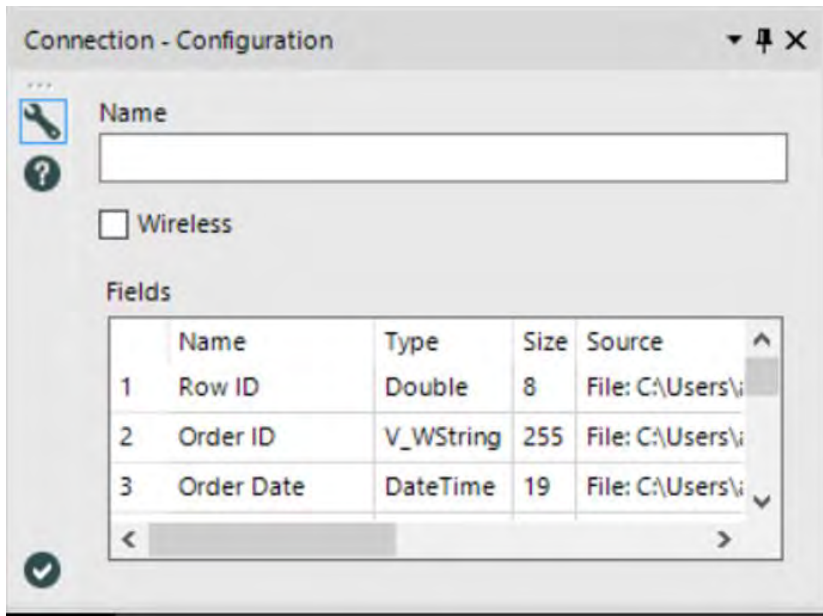 Connection - Configuration
Name
Wireless
Fields
Name Type Size Source
1 Row ID Double 8 File: C:\Users\
2 Order ID V_WString 255 File: C:\Users\
3 Order Date DateTime 19 File: C:\Users\